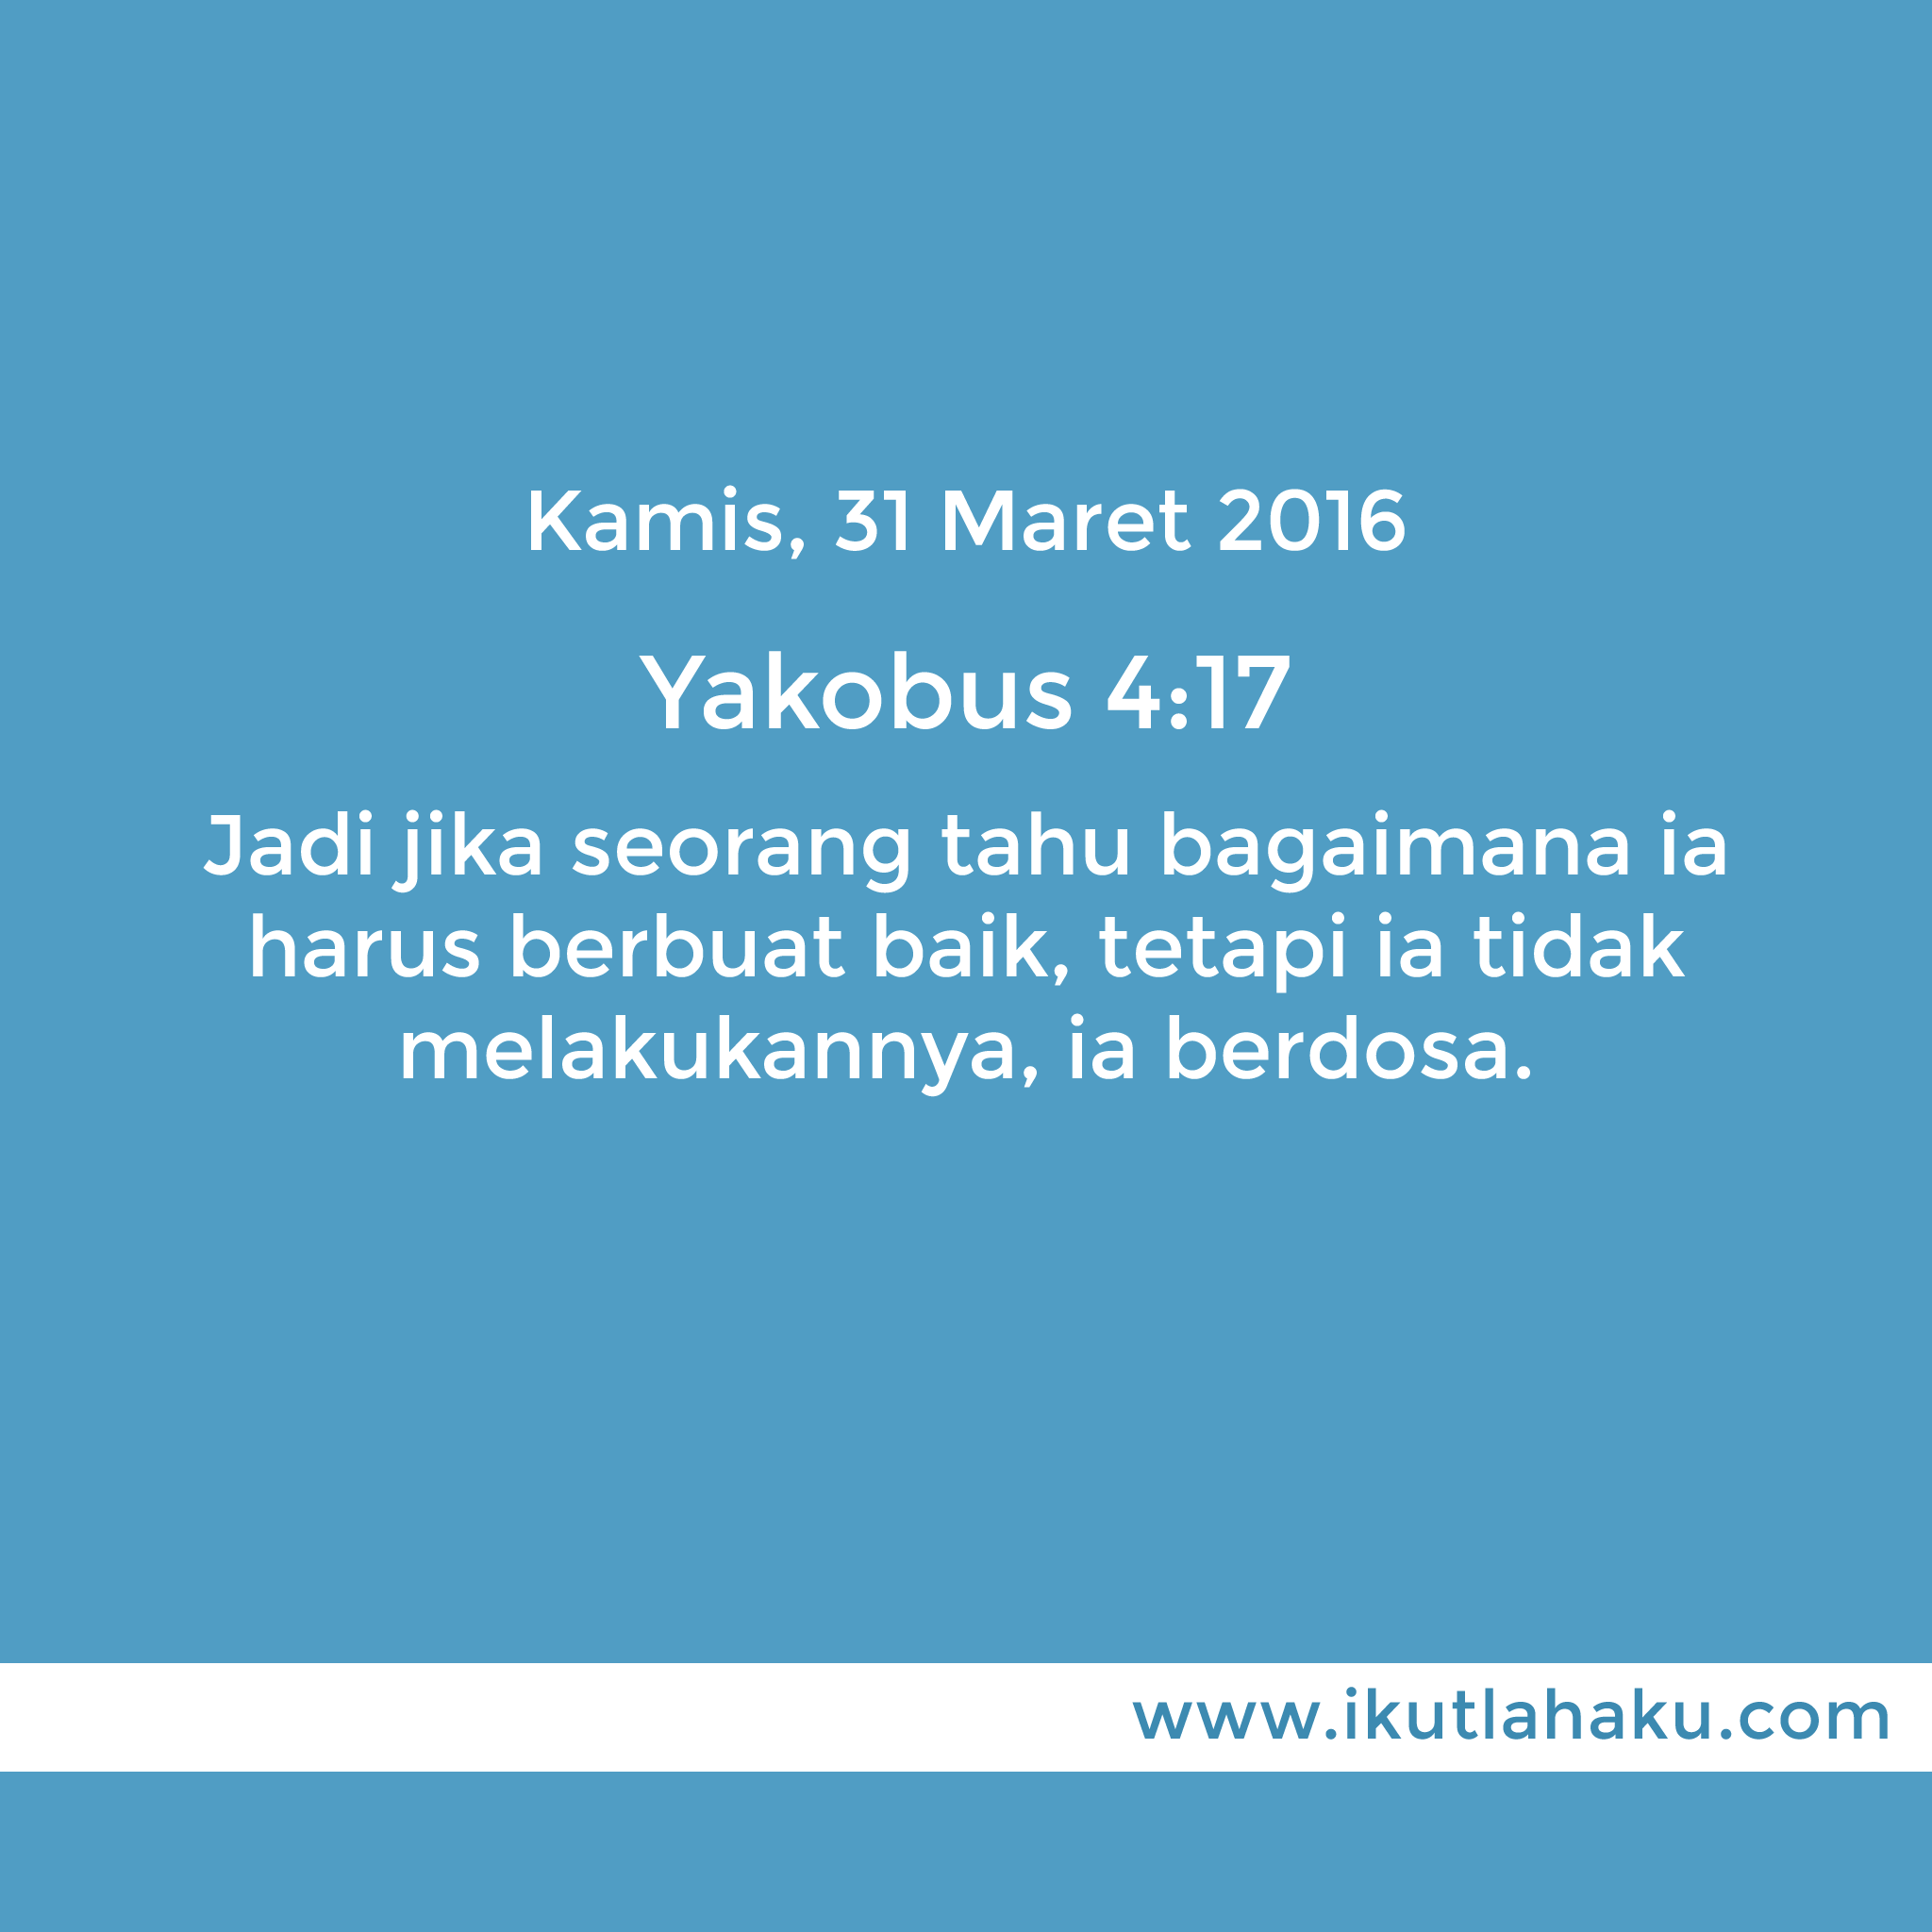 Kamis, 31 Maret 2016
Yakobus 4:17
Jadi jika seorang tahu bagaimana ia
harus berbuat baik, tetapi ia tidak
melakukannya, ia berdosa.
www.ikutlahaku.com